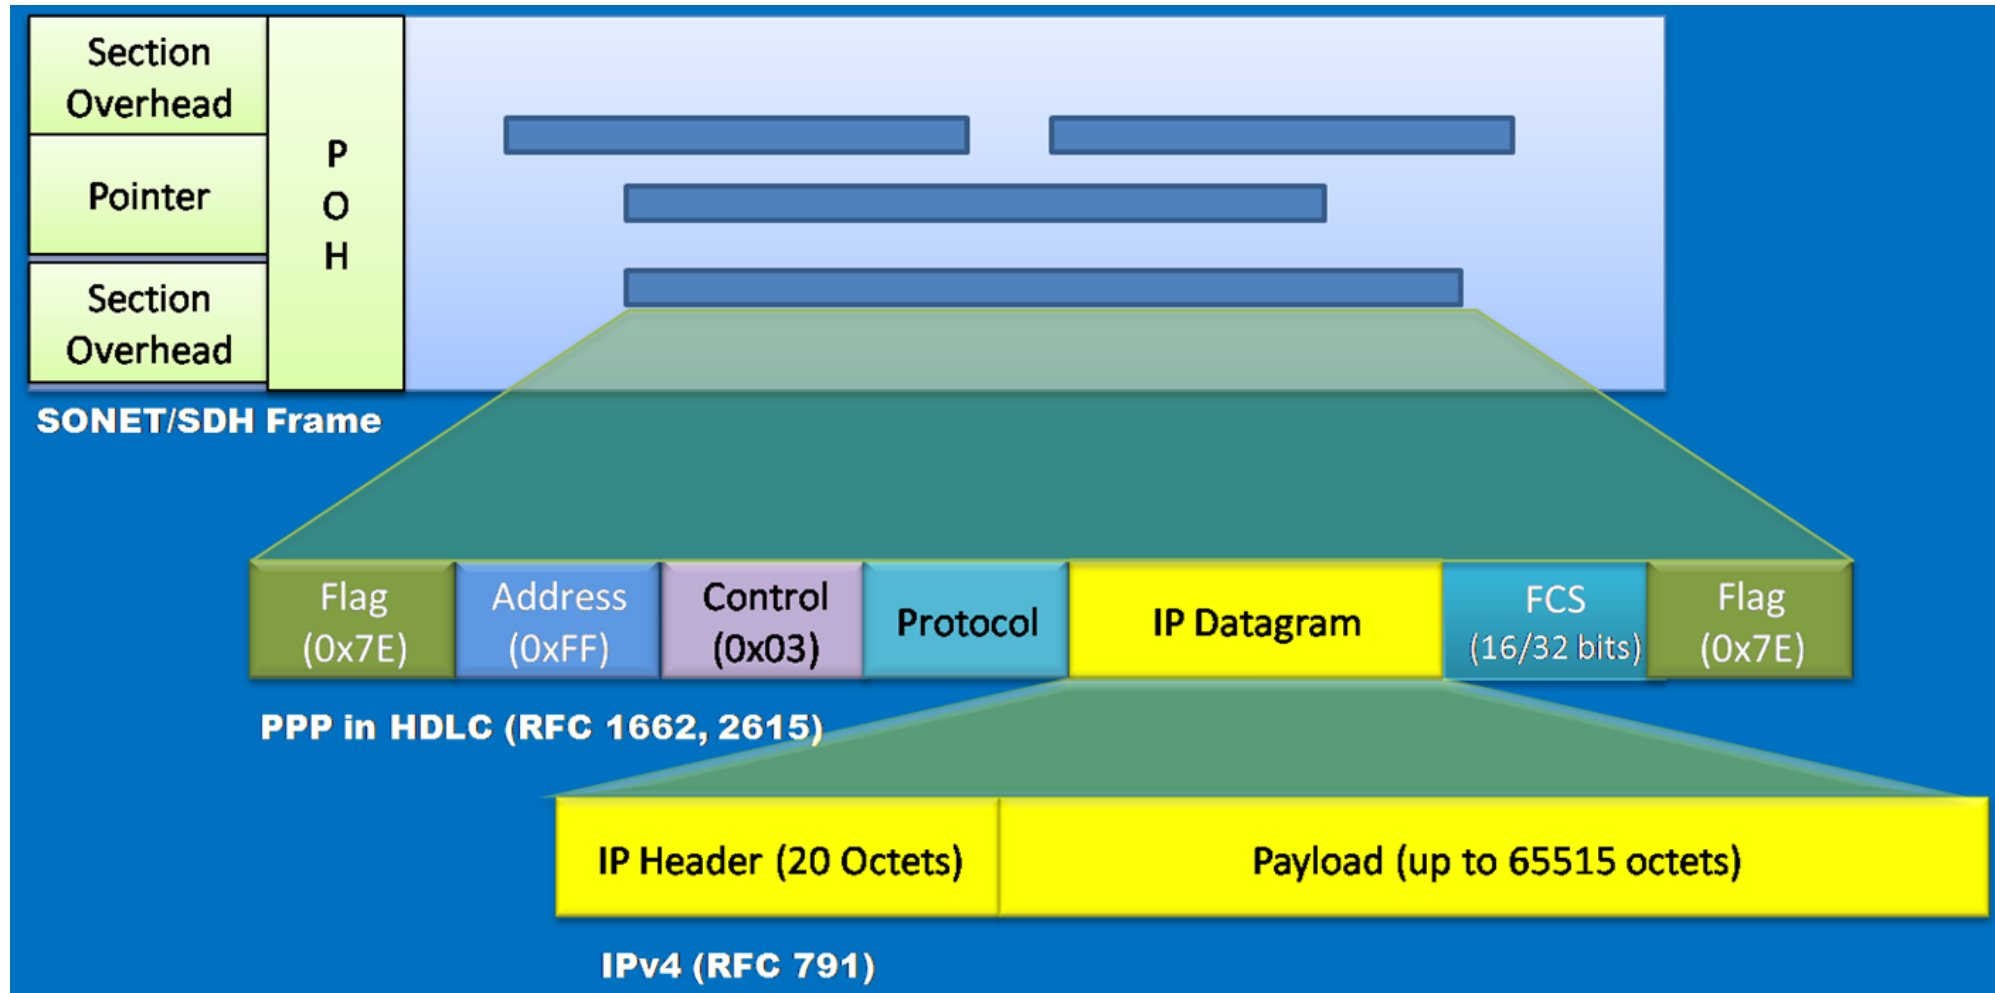 Section
Overhead
Pointer
Section
Overhead
P
O
H
SONET/SDH Frame
Flag
(0x7E)
Address
(0xFF)
Control
(0x03)
Protocol
IP Datagram
FCS
(16/32 bits)
Flag
(0x7E)
PPP in HDLC (RFC 1662, 2615)
IP Header (20 Octets)
Payload (up to 65515 octets)
IPv4 (RFC 791)